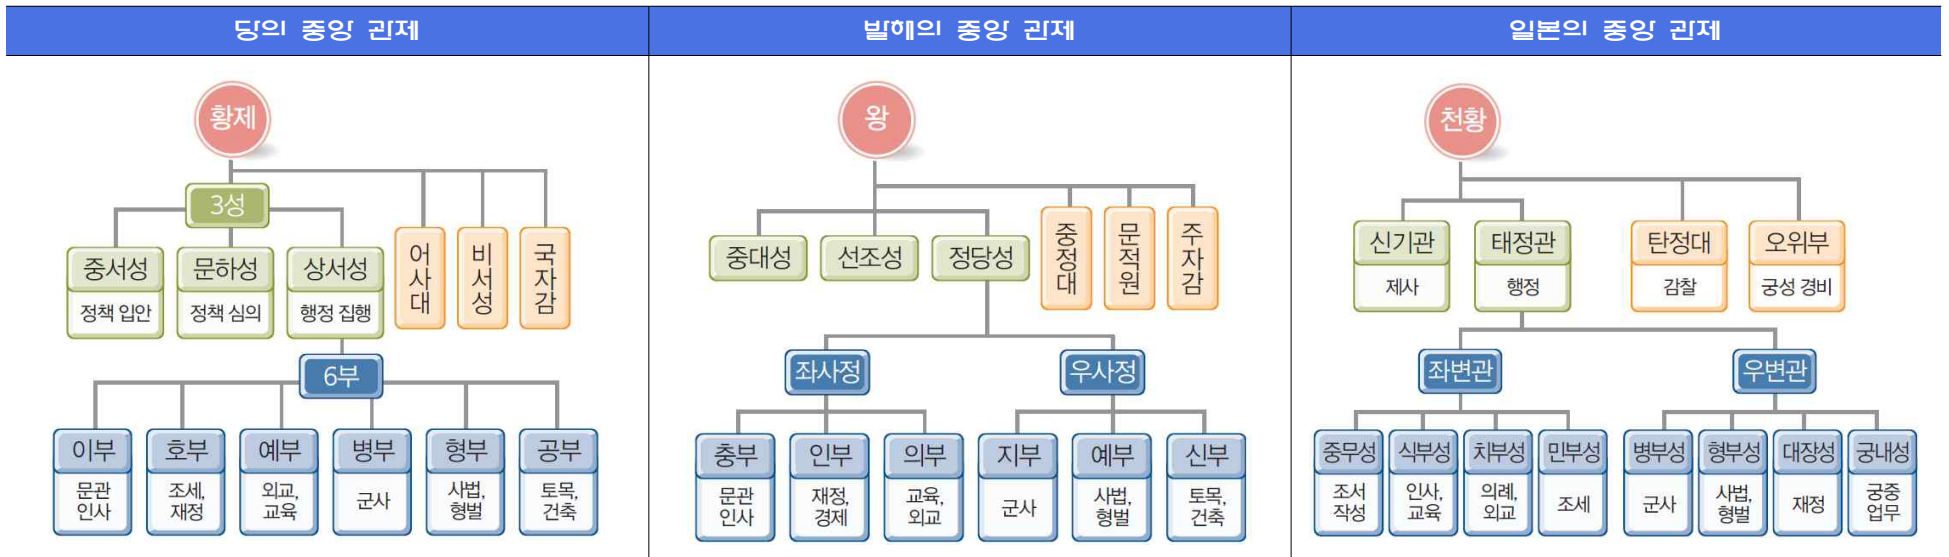 당의 중앙 관제
황제
3성
중서성
정책 입안
문하성
정책 심의
상서성
행정 집행
어사대
비서성
국자감
6부
이부
문관
인사
호부
조세,
재정
예부
외교,
교육
병부
군사
형부
사법,
형벌
공부
토목,
건축
발해의 중앙 관제
왕
중대성
선조성
정당성
중정대
문적원
주자감
좌사정
우사정
충부
문관
인사
인부
재정,
경제
의부
교육,
외교
지부
군사
예부
사법,
형벌
신부
토목,
건축
일본의 중앙 관제
천황
신기관
제사
태정관
행정
탄정대
감찰
오위부
궁성 경비
좌변관
우변관
중무성
조서
작성
식부성
인사,
교육
치부성
의례,
외교
민부성
조세
병부성
군사
형부성
사법,
형벌
대장성
재정
궁내성
궁중
업무